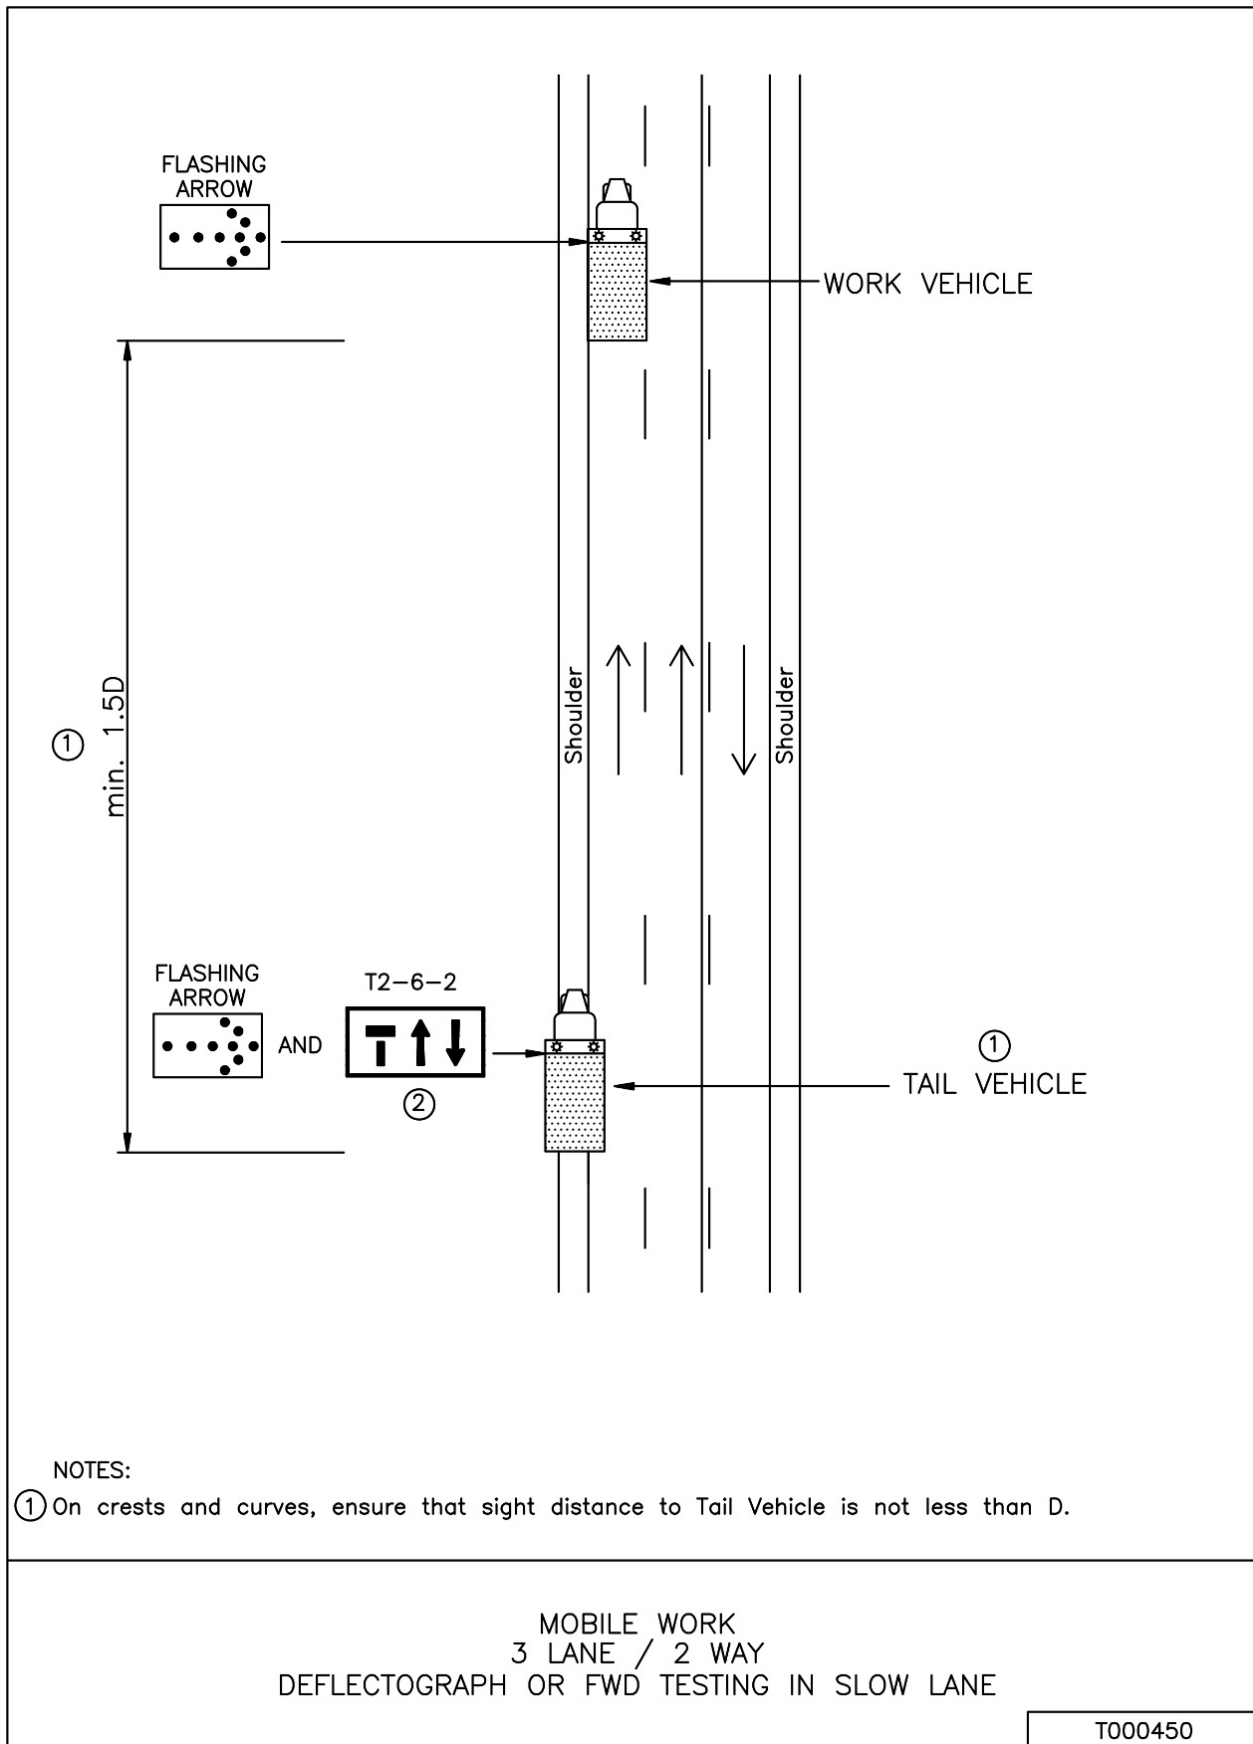 FLASHING
ARROW
WORK VEHICLE
① min. 1.5D
Shoulder
Shoulder
FLASHING
ARROW
AND
T2-6-2
②
①
TAIL VEHICLE
NOTES:
① On crests and curves, ensure that sight distance to Tail Vehicle is not less than D.
MOBILE WORK
3 LANE / 2 WAY
DEFLECTOGRAPH OR FWD TESTING IN SLOW LANE
T000450